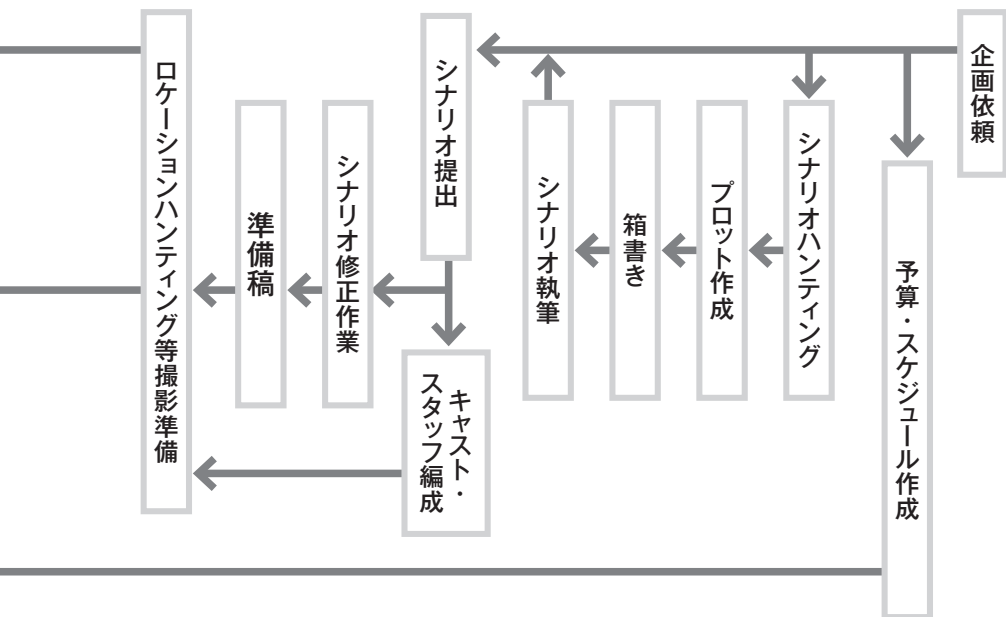 企画依頼
予算・スケジュール作成
シナリオハンティング
プロット作成
箱書き
シナリオ執筆
シナリオ提出
キャスト・
スタッフ編成
シナリオ修正作業
準備稿
ロケーションハンティング等撮影準備